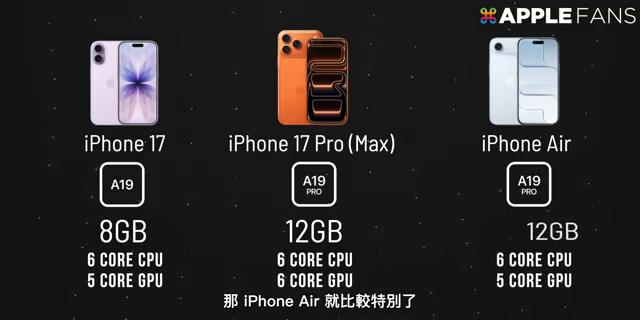 APPLEFANS
iPhone 17
iPhone 17 Pro (Max)
iPhone Air
A19
A19
PRO
A19
PRO
8GB
12GB
12GB
6 CORE CPU
6 CORE CPU
6 CORE CPU
5 CORE GPU
6 CORE GPU
5 CORE GPU
那 iPhone Air 就比較特別了